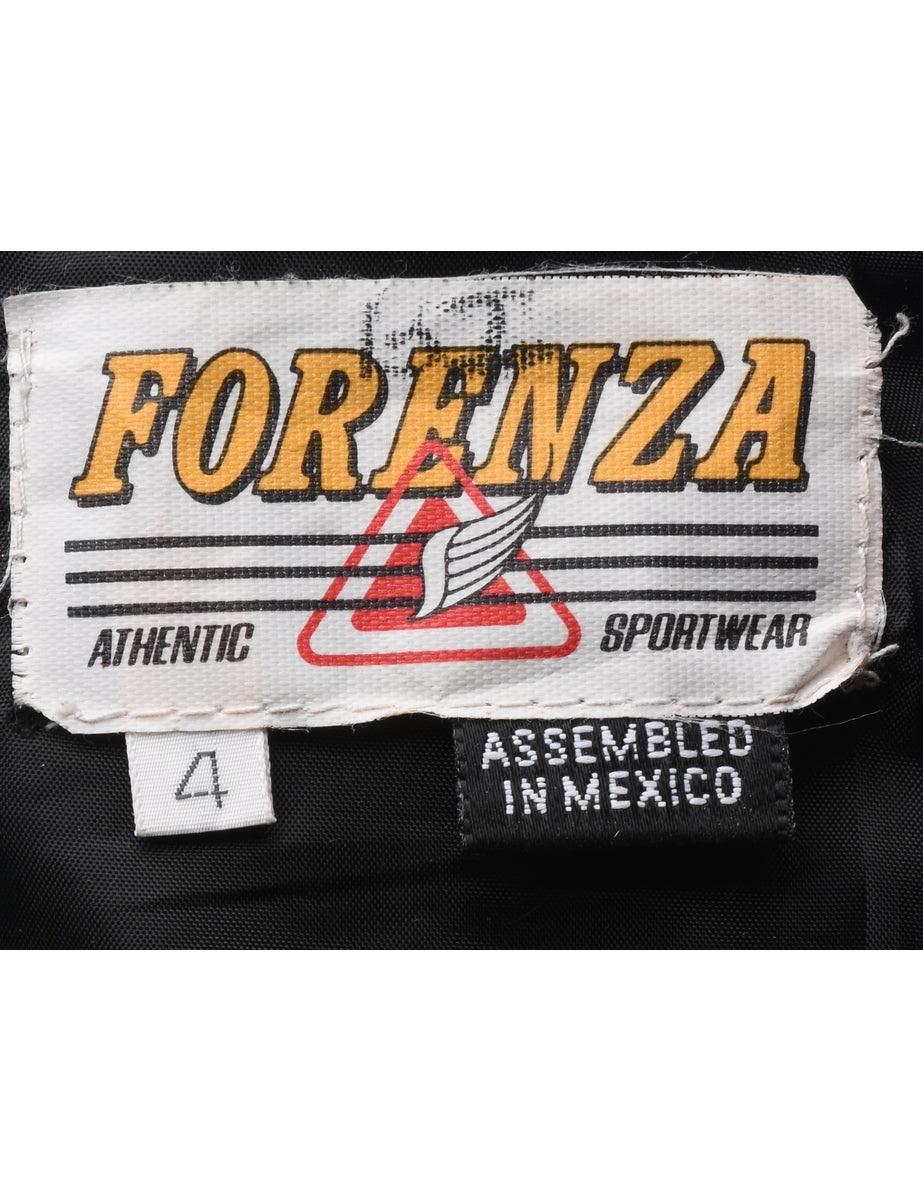 FORENZA
ATHENTIC SPORTWEAR
4
ASSEMBLED
IN MEXICO